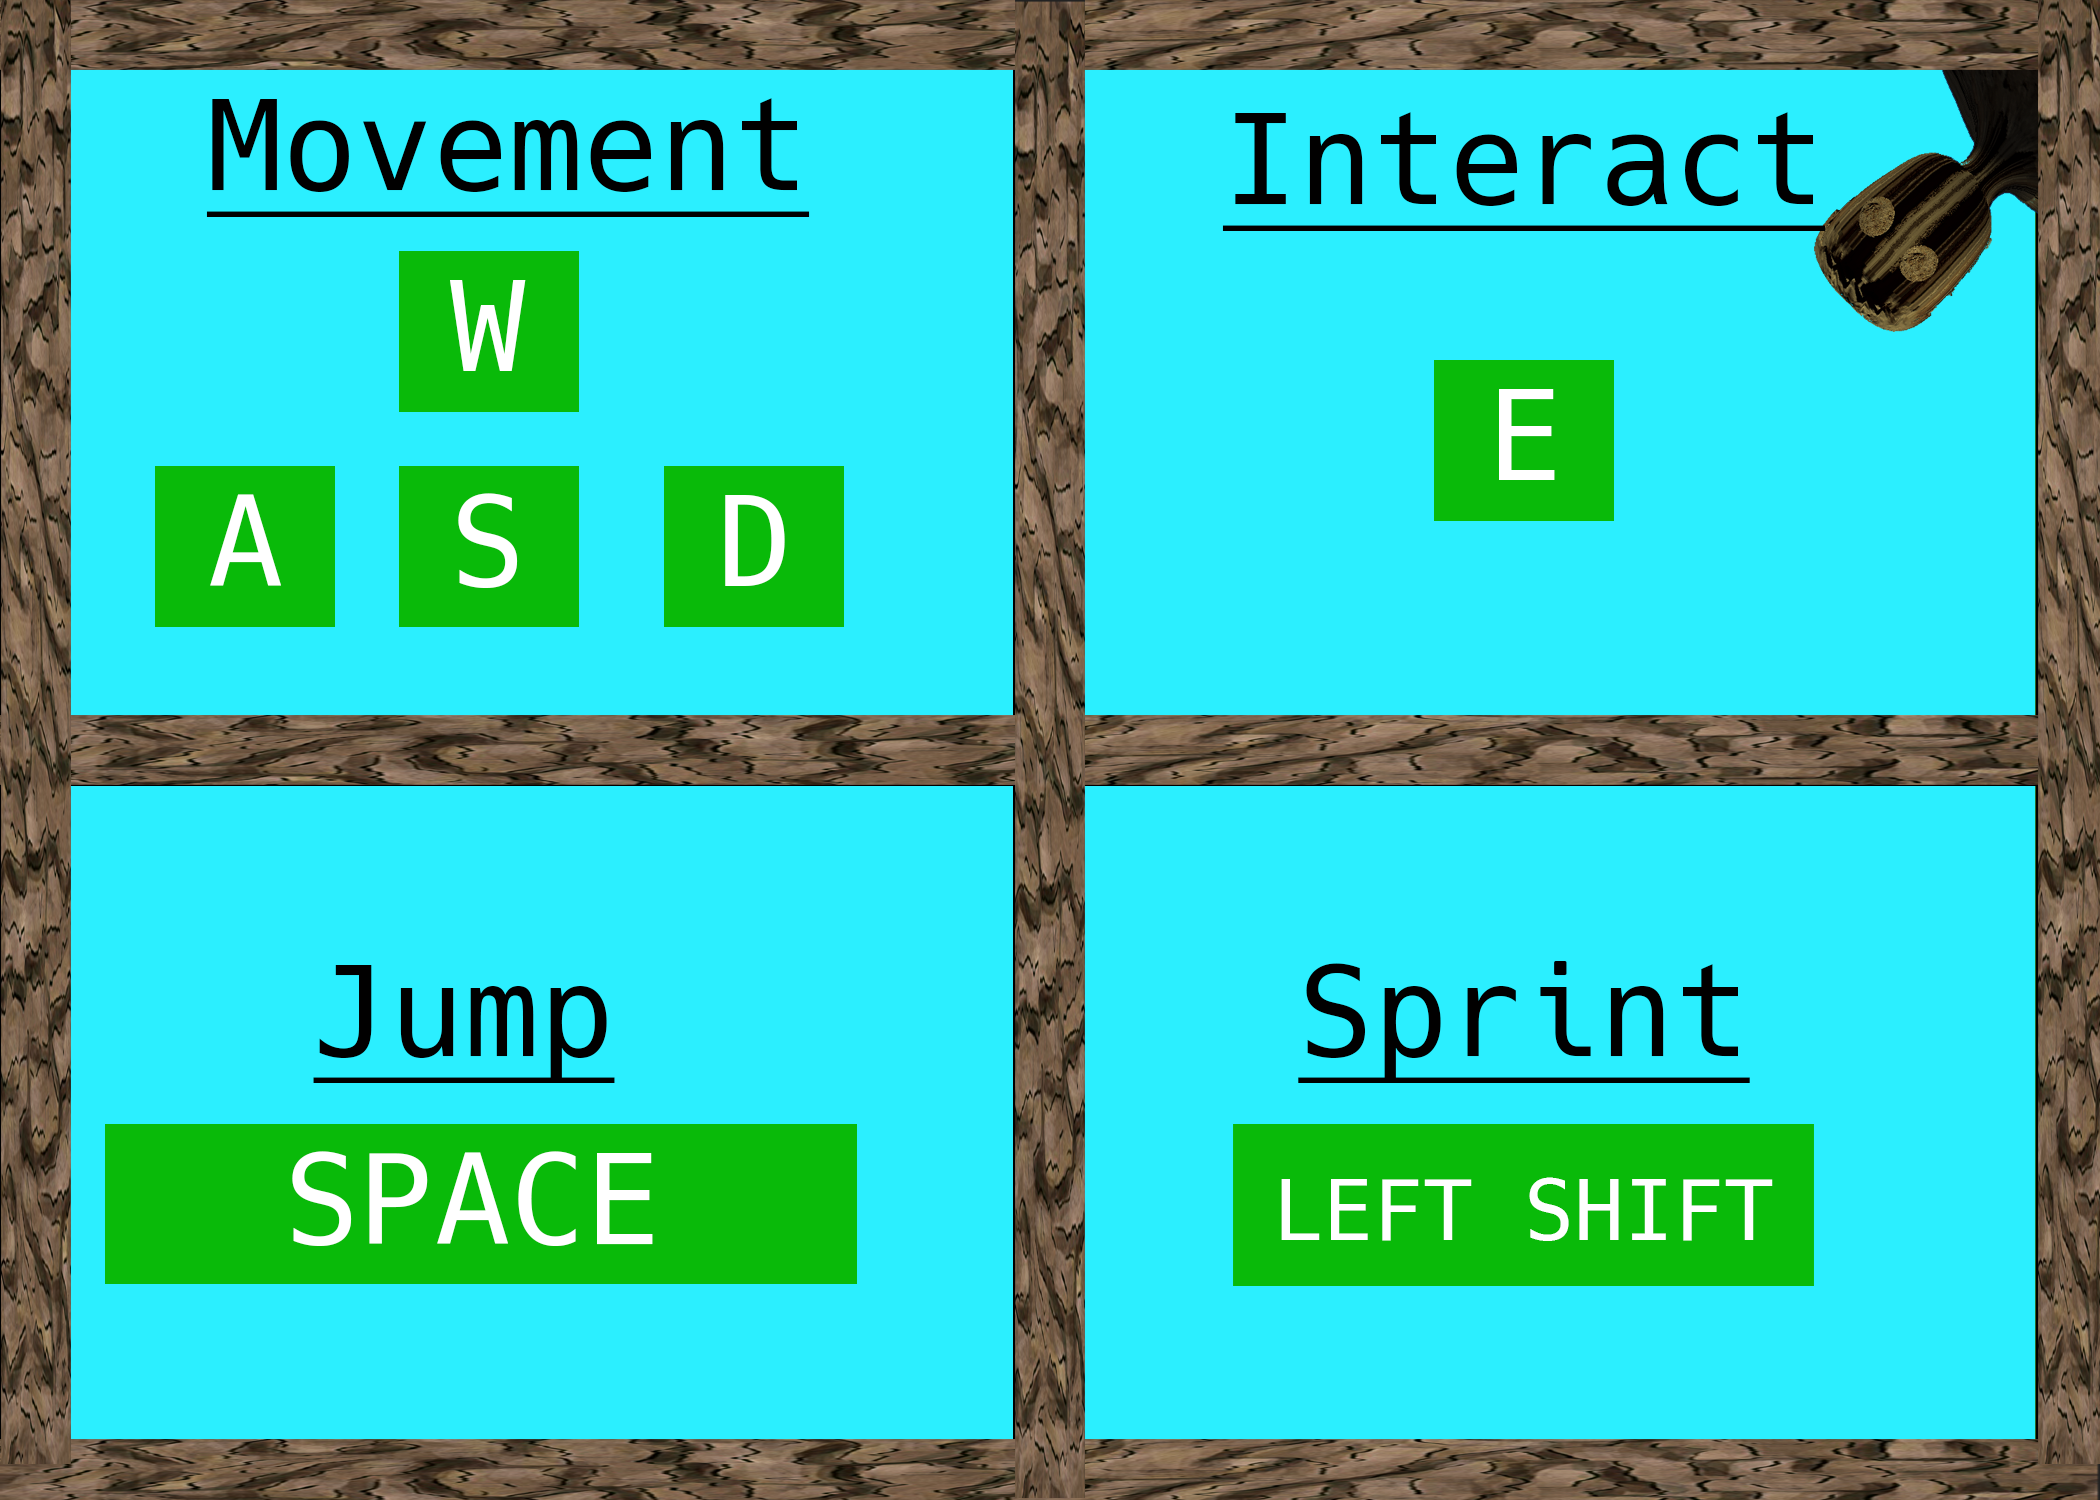 Movement
W
A S D
Interact
E
Jump
SPACE
Sprint
LEFT SHIFT